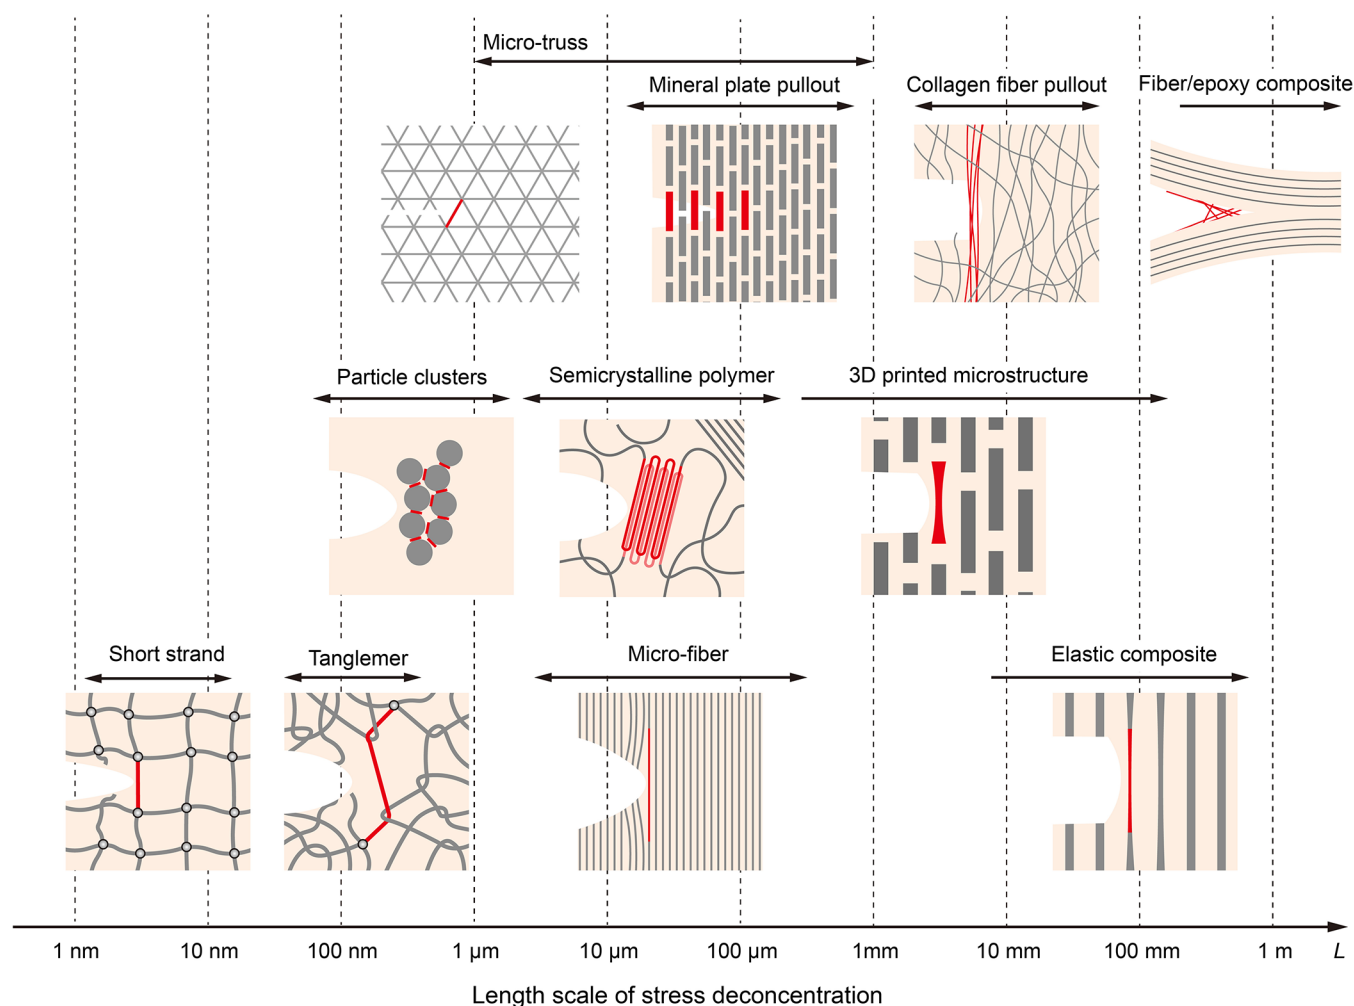 Micro-truss
Mineral plate pullout
Collagen fiber pullout
Fiber/epoxy composite
Particle clusters
Semicrystalline polymer
3D printed microstructure
Short strand
Tanglemer
Micro-fiber
Elastic composite
1 nm
10 nm
100 nm
1 μm
10 μm
100 μm
1mm
10 mm
100 mm
1 m
L
Length scale of stress deconcentration